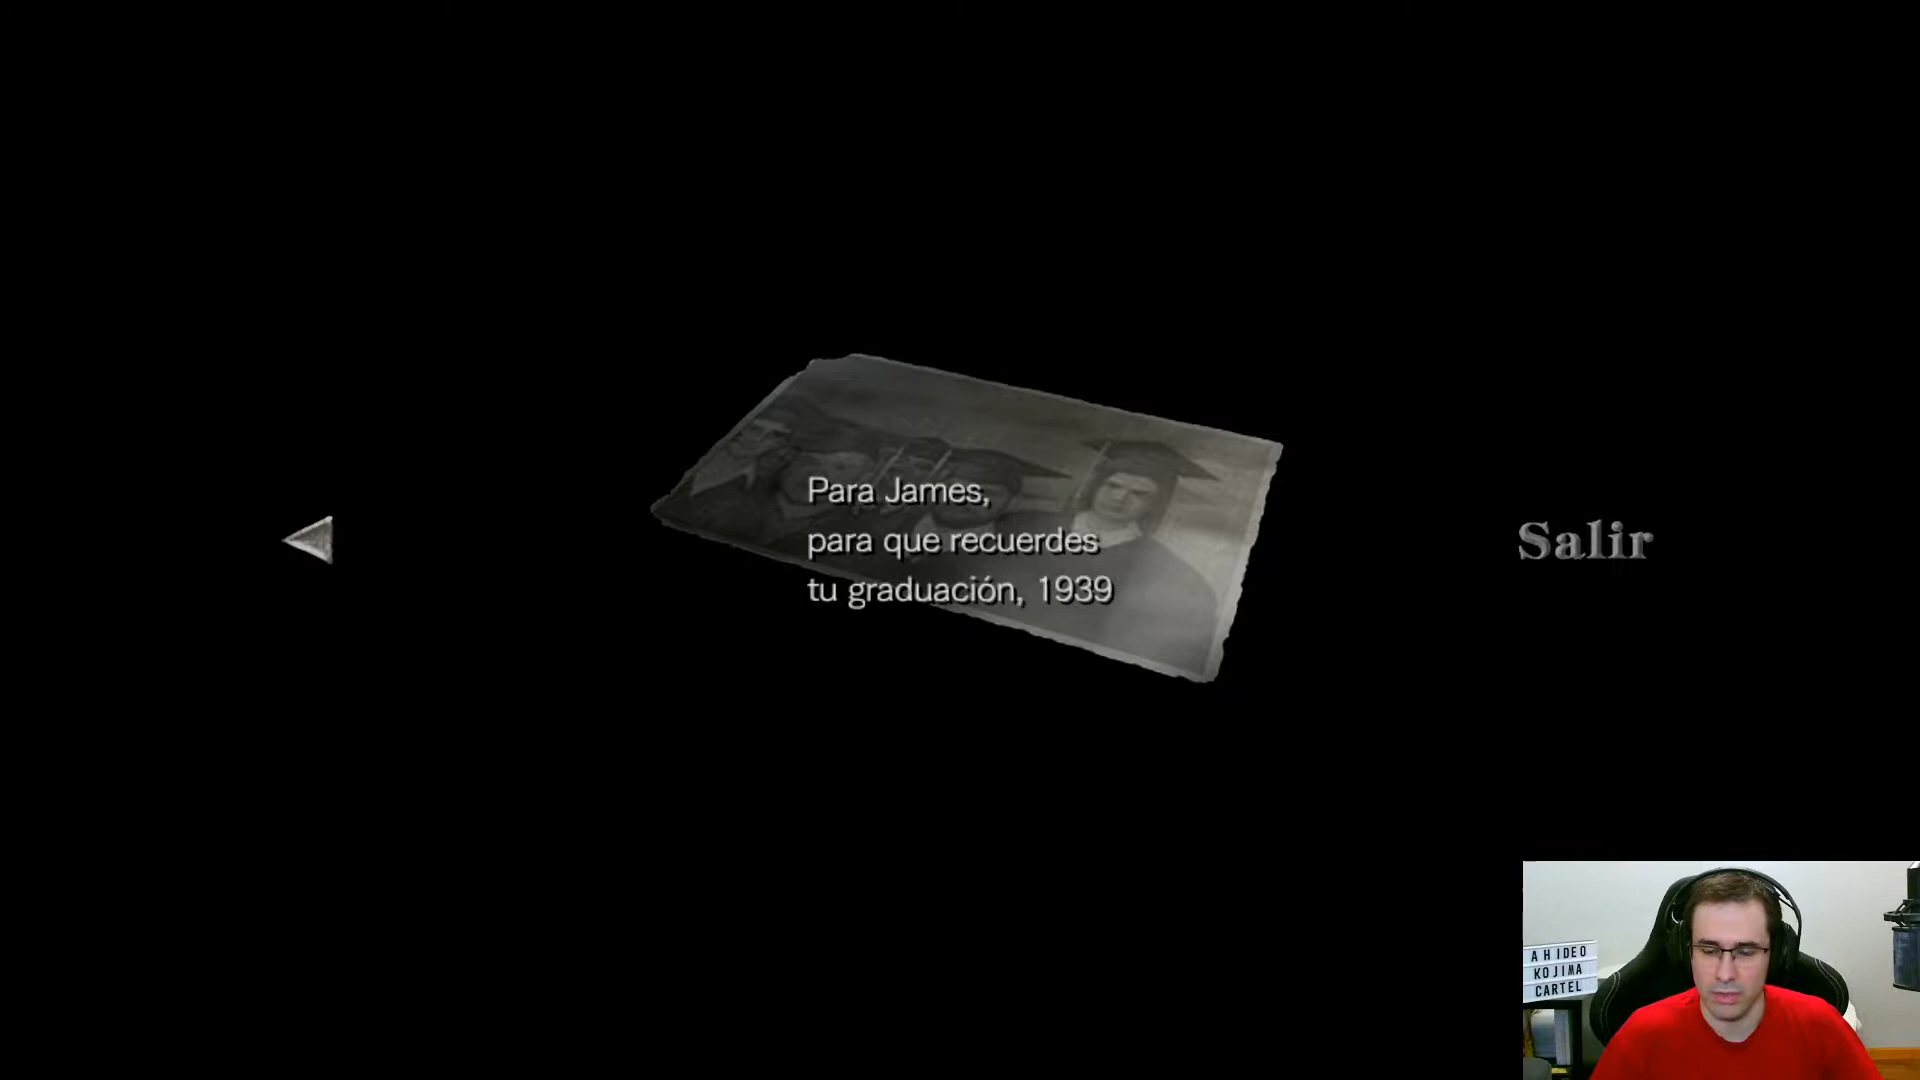 Para James,
para que recuerdes
tu graduación, 1939
Salir
A HIDEO
KOJIMA
CARTEL